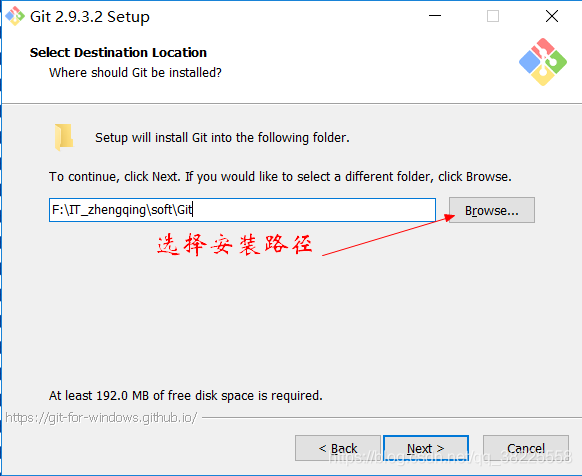 Git 2.9.3.2 Setup
Select Destination Location
Where should Git be installed?
Setup will install Git into the following folder.
To continue, click Next. If you would like to select a different folder, click Browse.
F:\IT_zhengqing\soft\Git
Browse...
选择安装路径
At least 192.0 MB of free disk space is required.
https://git-for-windows.github.io/
< Back
Next >
Cancel
https://blog.csdn.net/qq_38225558